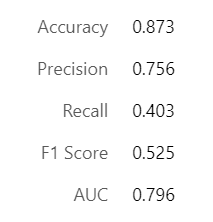 Accuracy 0.873
Precision 0.756
Recall 0.403
F1 Score 0.525
AUC 0.796